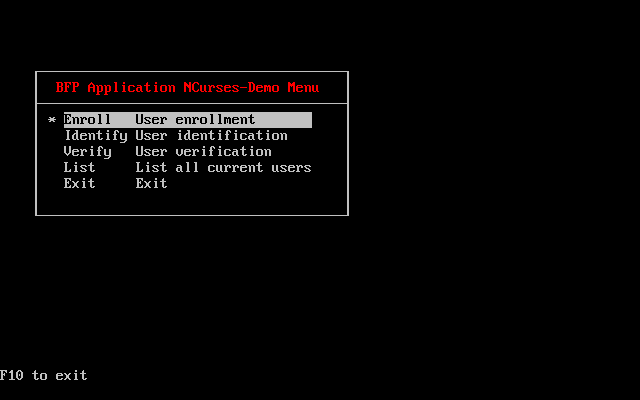 BFP Application NCurses-Demo Menu
* Enroll   User enrollment
Identify User identification
Verify   User verification
List     List all current users
Exit     Exit
F10 to exit